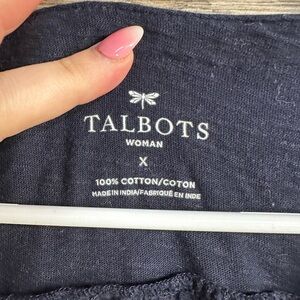 TALBOTS
WOMAN
X
100% COTTON/COTON
MADE IN INDIA/FABRIQUÉ EN INDE